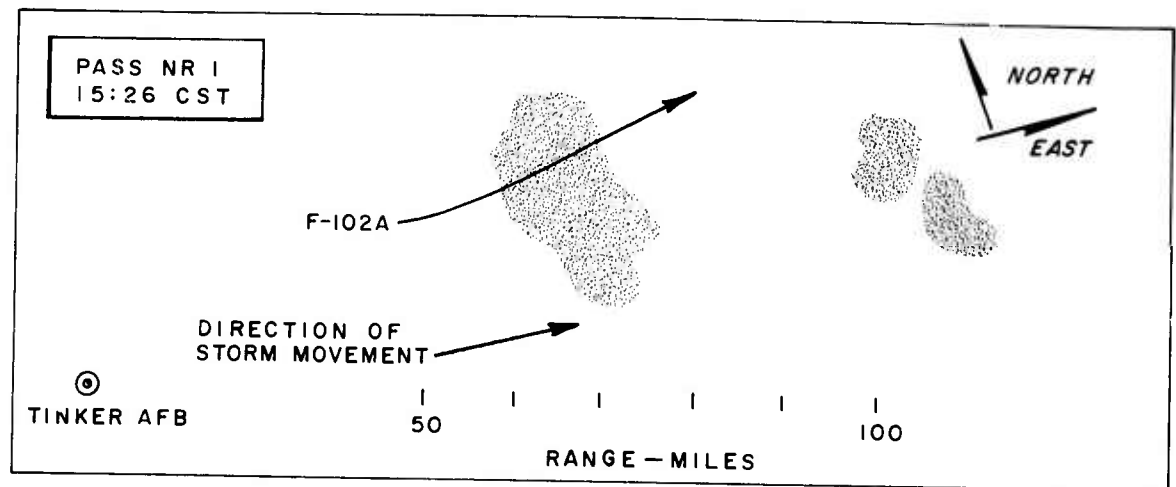 PASS NR 1
15:26 CST
NORTH
EAST
F-102A
DIRECTION OF
STORM MOVEMENT
TINKER AFB
50
100
RANGE—MILES